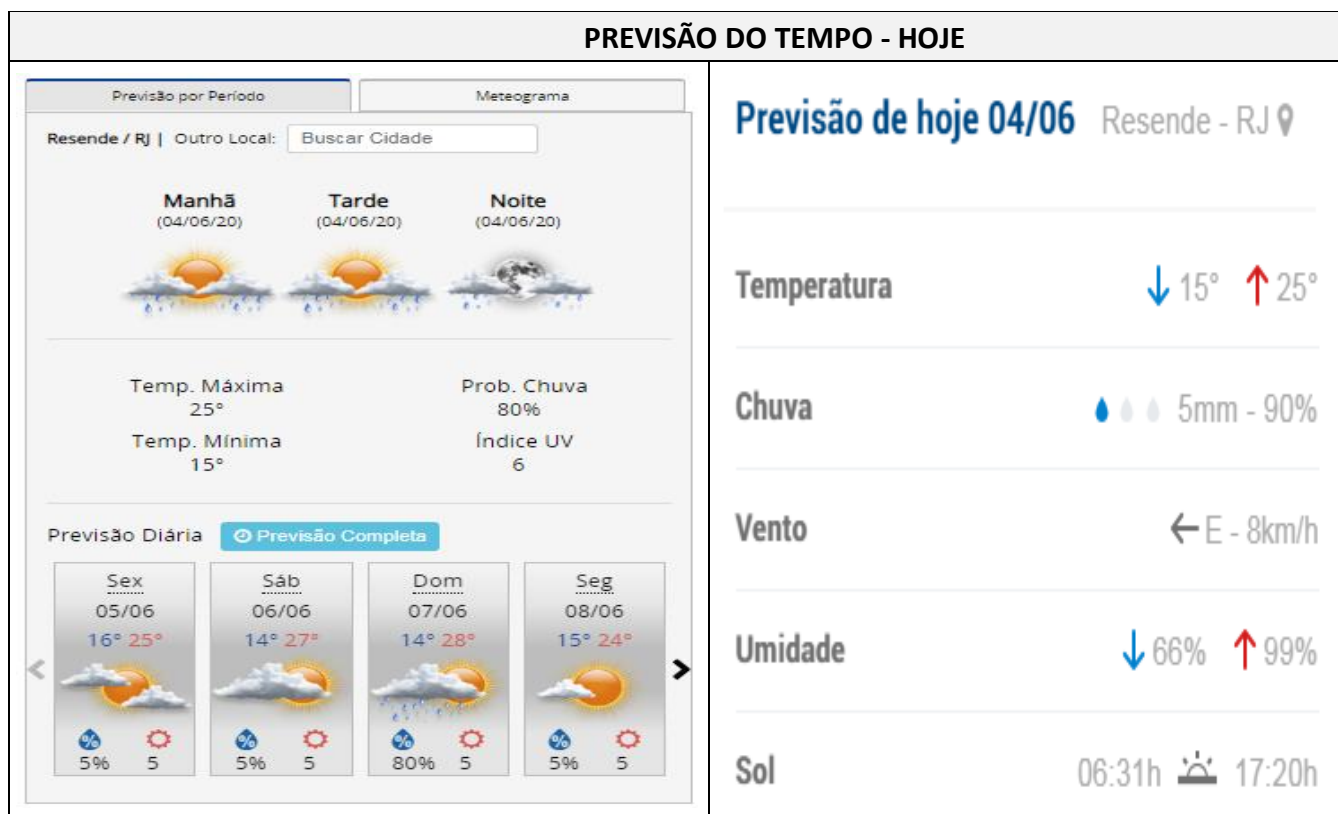 PREVISÃO DO TEMPO - HOJE
Previsão por Período
Meteograma
Resende / RJ | Outro Local: Buscar Cidade
Manhã Tarde Noite
(04/06/20) (04/06/20) (04/06/20)
Temp. Máxima Prob. Chuva
25° 80%
Temp. Mínima Índice UV
15° 6
Previsão Diária Previsão Completa
Sex Sáb Dom Seg
05/06 06/06 07/06 08/06
16° 25° 14° 27° 14° 28° 15° 24°
% % % %
5% 5 5% 5 80% 5 5% 5
Previsão de hoje 04/06 Resende - RJ
Temperatura 15° 25°
Chuva 5mm - 90%
Vento E - 8km/h
Umidade 66% 99%
Sol 06:31h 17:20h